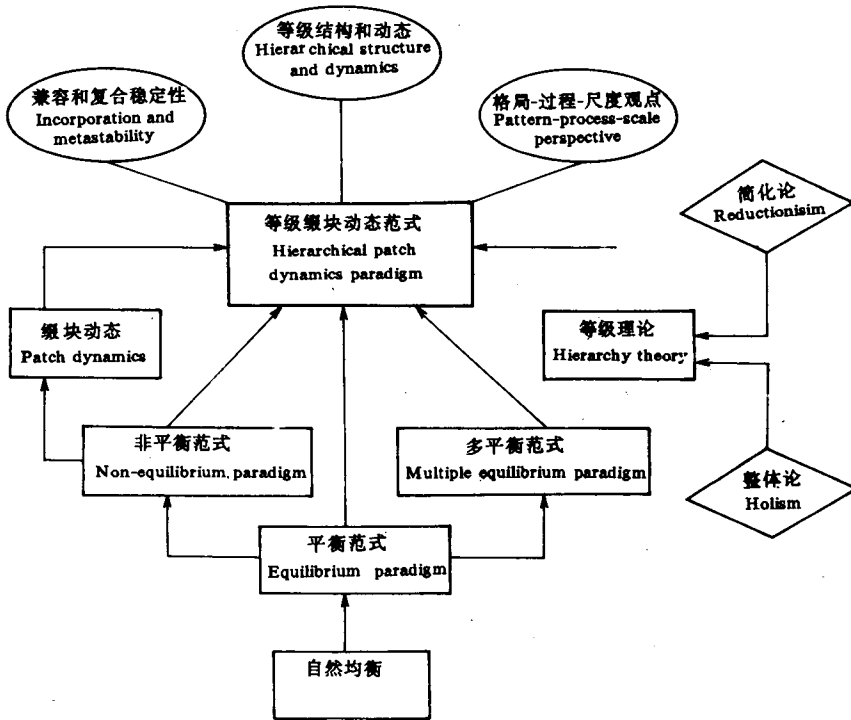 等级结构和动态
Hierarchical structure
and dynamics
兼容和复合稳定性
Incorporation and
metastability
格局-过程-尺度观点
Pattern-process-scale
perspective
简化论
Reductionisim
等级缀块动态范式
Hierarchical patch
dynamics paradigm
缀块动态
Patch dynamics
等级理论
Hierarchy theory
非平衡范式
Non-equilibrium paradigm
多平衡范式
Multiple equilibrium paradigm
整体论
Holism
平衡范式
Equilibrium paradigm
自然均衡